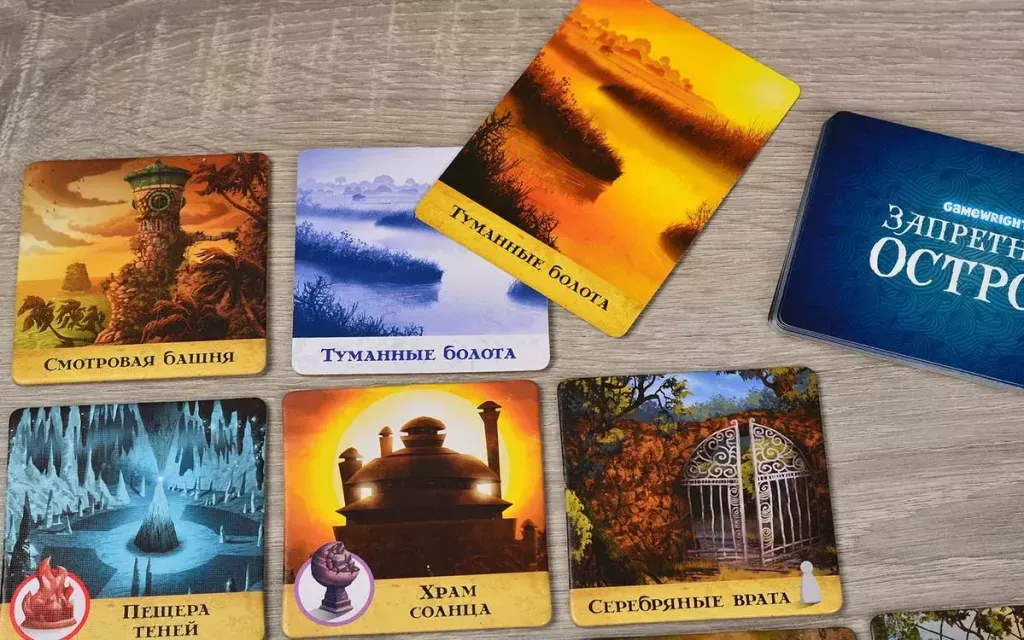 Туманные болота
GAMEWRIGHT
Смотровая башня
Туманные болота
Пещера
теней
Храм
солнца
Серебряные врата